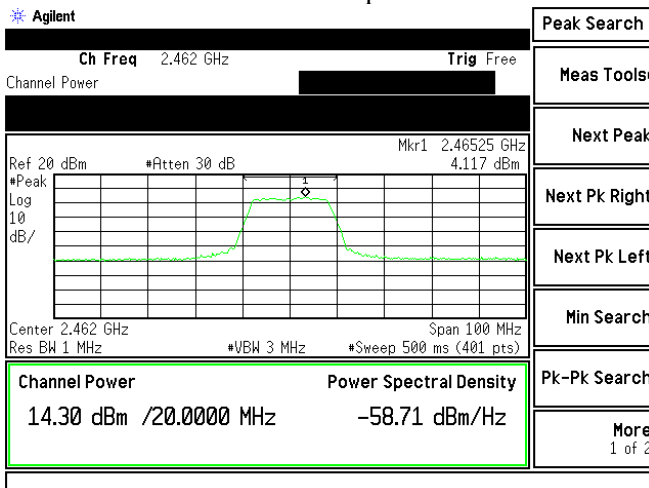 Agilent
Peak Search
Ch Freq 2.462 GHz Trig Free
Channel Power
Meas Tools
Next Peak
Mkr1 2.46525 GHz
Ref 20 dBm #Atten 30 dB 4.117 dBm
#Peak
Log
10
dB/
1
Next Pk Right
Next Pk Left
Center 2.462 GHz Span 100 MHz
Res BW 1 MHz #VBW 3 MHz #Sweep 500 ms (401 pts)
Min Search
Channel Power Power Spectral Density
14.30 dBm /20.0000 MHz -58.71 dBm/Hz
Pk-Pk Search
More
1 of 2